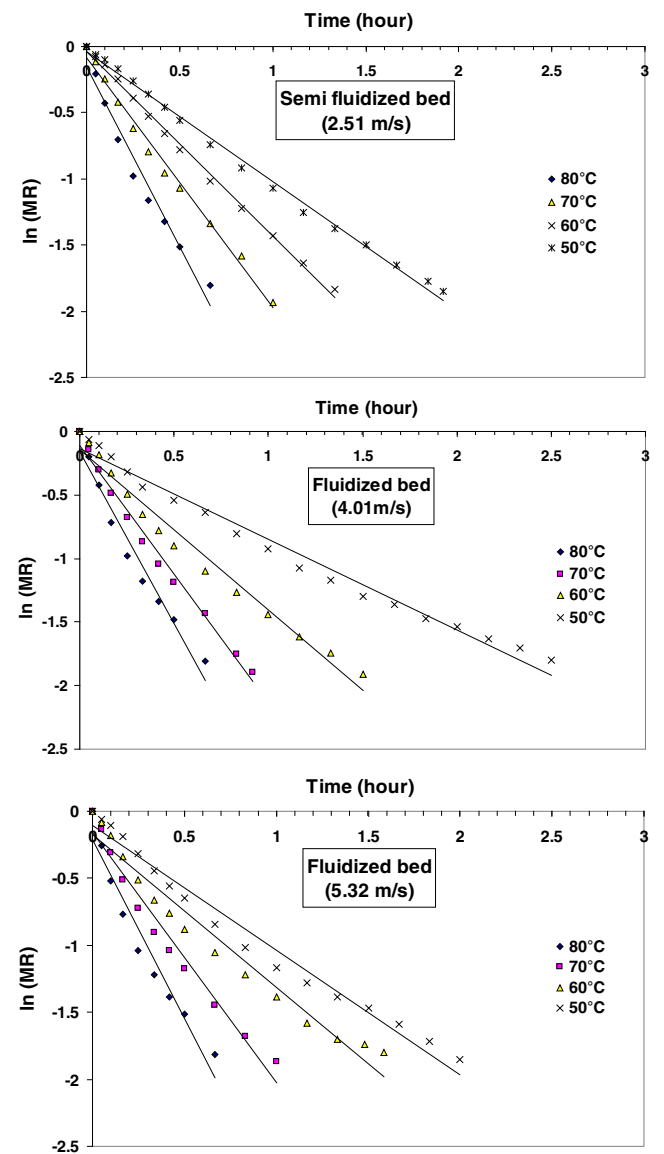 Time (hour)
0 0.5 1 1.5 2 2.5 3
0
-0.5
-1
-1.5
-2
-2.5
ln (MR)
Semi fluidized bed
(2.51 m/s)
80°C
70°C
60°C
50°C
Time (hour)
0 0.5 1 1.5 2 2.5 3
0
-0.5
-1
-1.5
-2
-2.5
ln (MR)
Fluidized bed
(4.01m/s)
80°C
70°C
60°C
50°C
Time (hour)
0 0.5 1 1.5 2 2.5 3
0
-0.5
-1
-1.5
-2
-2.5
ln (MR)
Fluidized bed
(5.32 m/s)
80°C
70°C
60°C
50°C